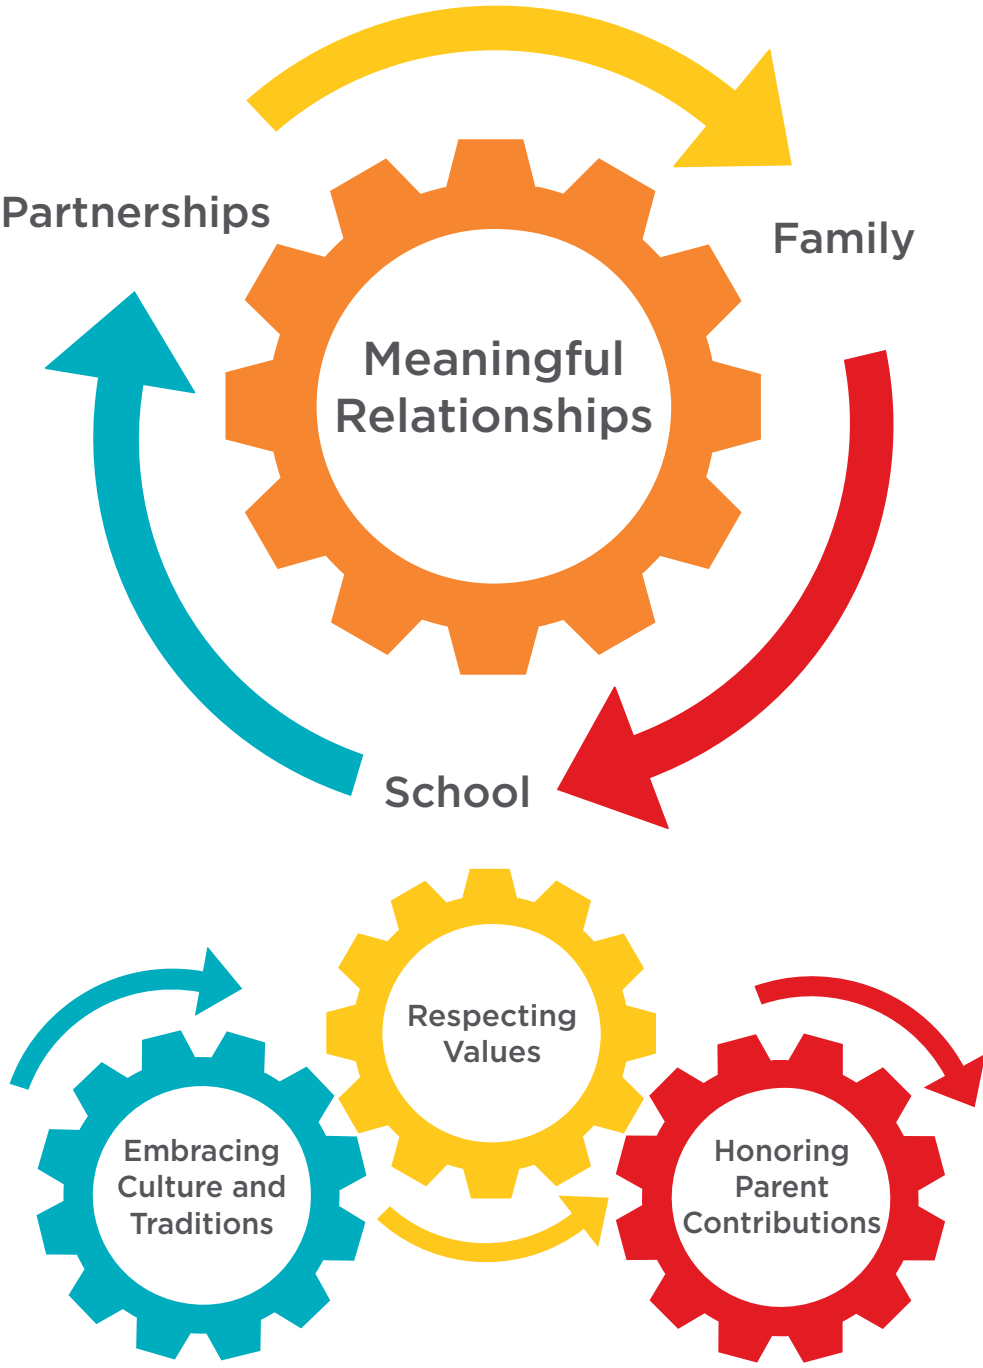 Partnerships
Family
Meaningful
Relationships
School
Respecting
Values
Embracing
Culture and
Traditions
Honoring
Parent
Contributions